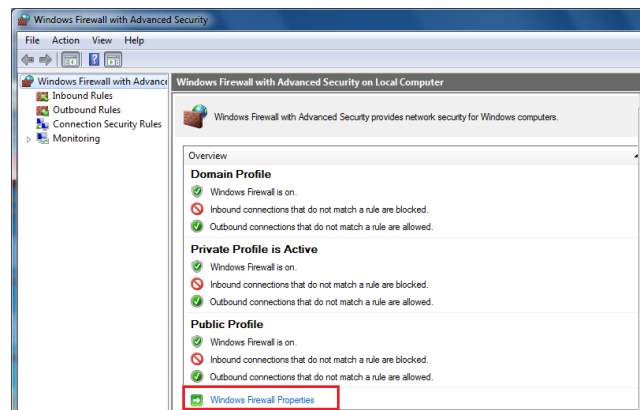 Windows Firewall with Advanced Security
File Action View Help
Windows Firewall with Advance
Inbound Rules
Outbound Rules
Connection Security Rules
Monitoring
Windows Firewall with Advanced Security on Local Computer
Windows Firewall with Advanced Security provides network security for Windows computers.
Overview
Domain Profile
Windows Firewall is on.
Inbound connections that do not match a rule are blocked.
Outbound connections that do not match a rule are allowed.
Private Profile is Active
Windows Firewall is on.
Inbound connections that do not match a rule are blocked.
Outbound connections that do not match a rule are allowed.
Public Profile
Windows Firewall is on.
Inbound connections that do not match a rule are blocked.
Outbound connections that do not match a rule are allowed.
Windows Firewall Properties